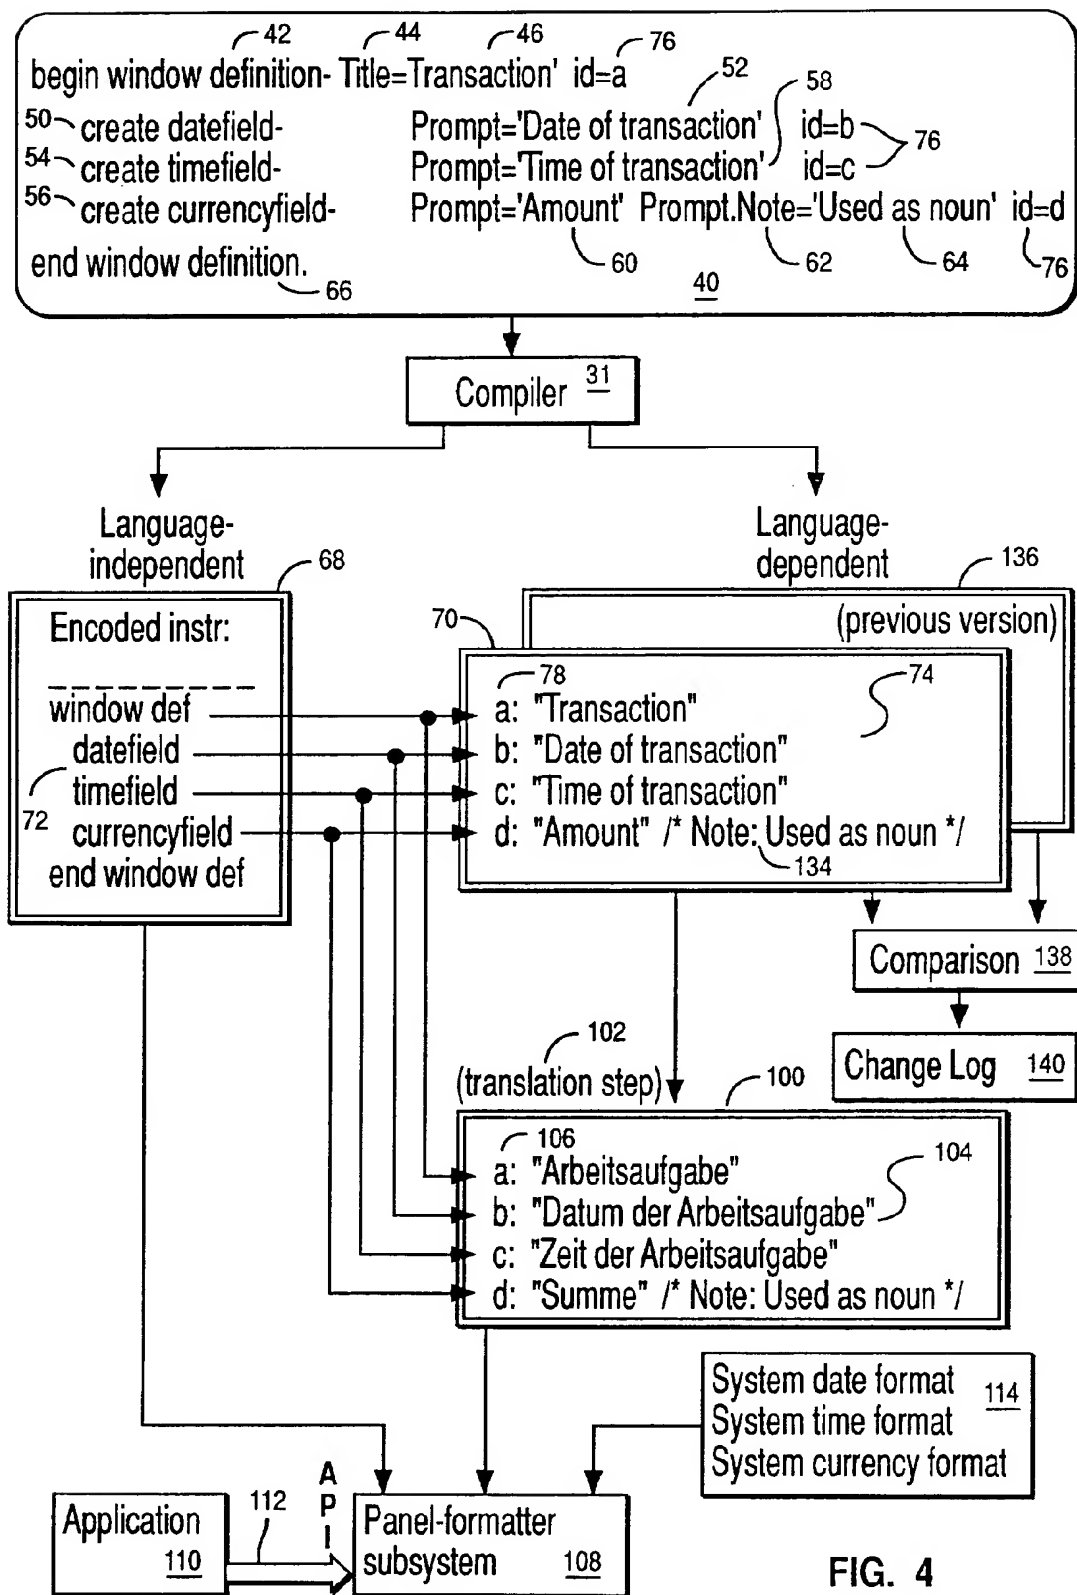 42 44 46 76
begin window definition- Title=Transaction' id=a
52 58
50 create datefield- Prompt='Date of transaction' id=b
76
54 create timefield- Prompt='Time of transaction' id=c
56 create currencyfield- Prompt='Amount' Prompt.Note='Used as noun' id=d
end window definition.
60 62 64 76
66 40
Compiler 31
Language-
independent
Language-
dependent
68
136
Encoded instr:
(previous version)
70
78 74
window def
a: "Transaction"
datefield
b: "Date of transaction"
72
timefield
c: "Time of transaction"
currencyfield
d: "Amount" /* Note: Used as noun */
end window def
134
Comparison 138
Change Log 140
102
(translation step)
100
106 104
a: "Arbeitsaufgabe"
b: "Datum der Arbeitsaufgabe"
c: "Zeit der Arbeitsaufgabe"
d: "Summe" /* Note: Used as noun */
System date format
System time format
System currency format
114
Application
110
112
API
Panel-formatter
subsystem 108
FIG. 4